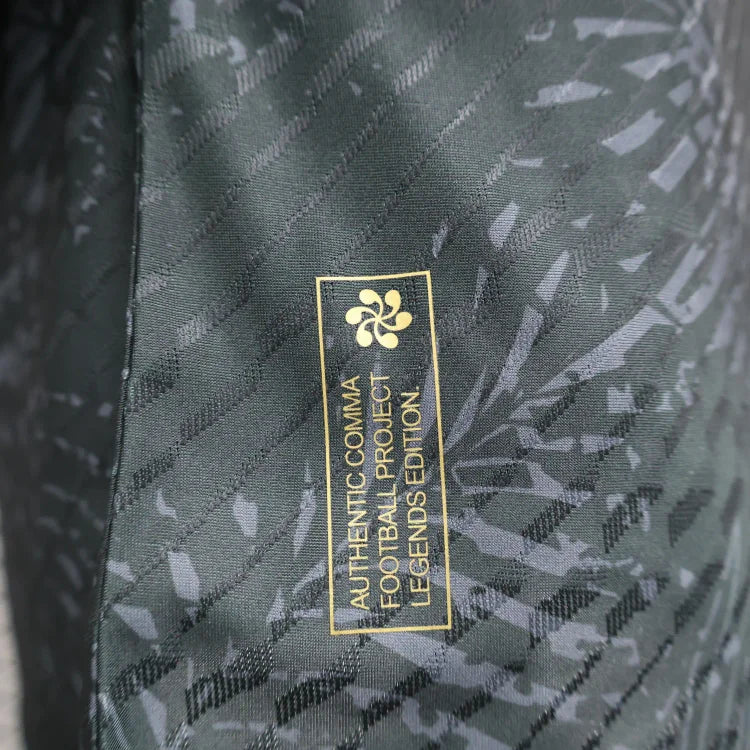 AUTHENTIC COMMA
FOOTBALL PROJECT
LEGENDS EDITION.